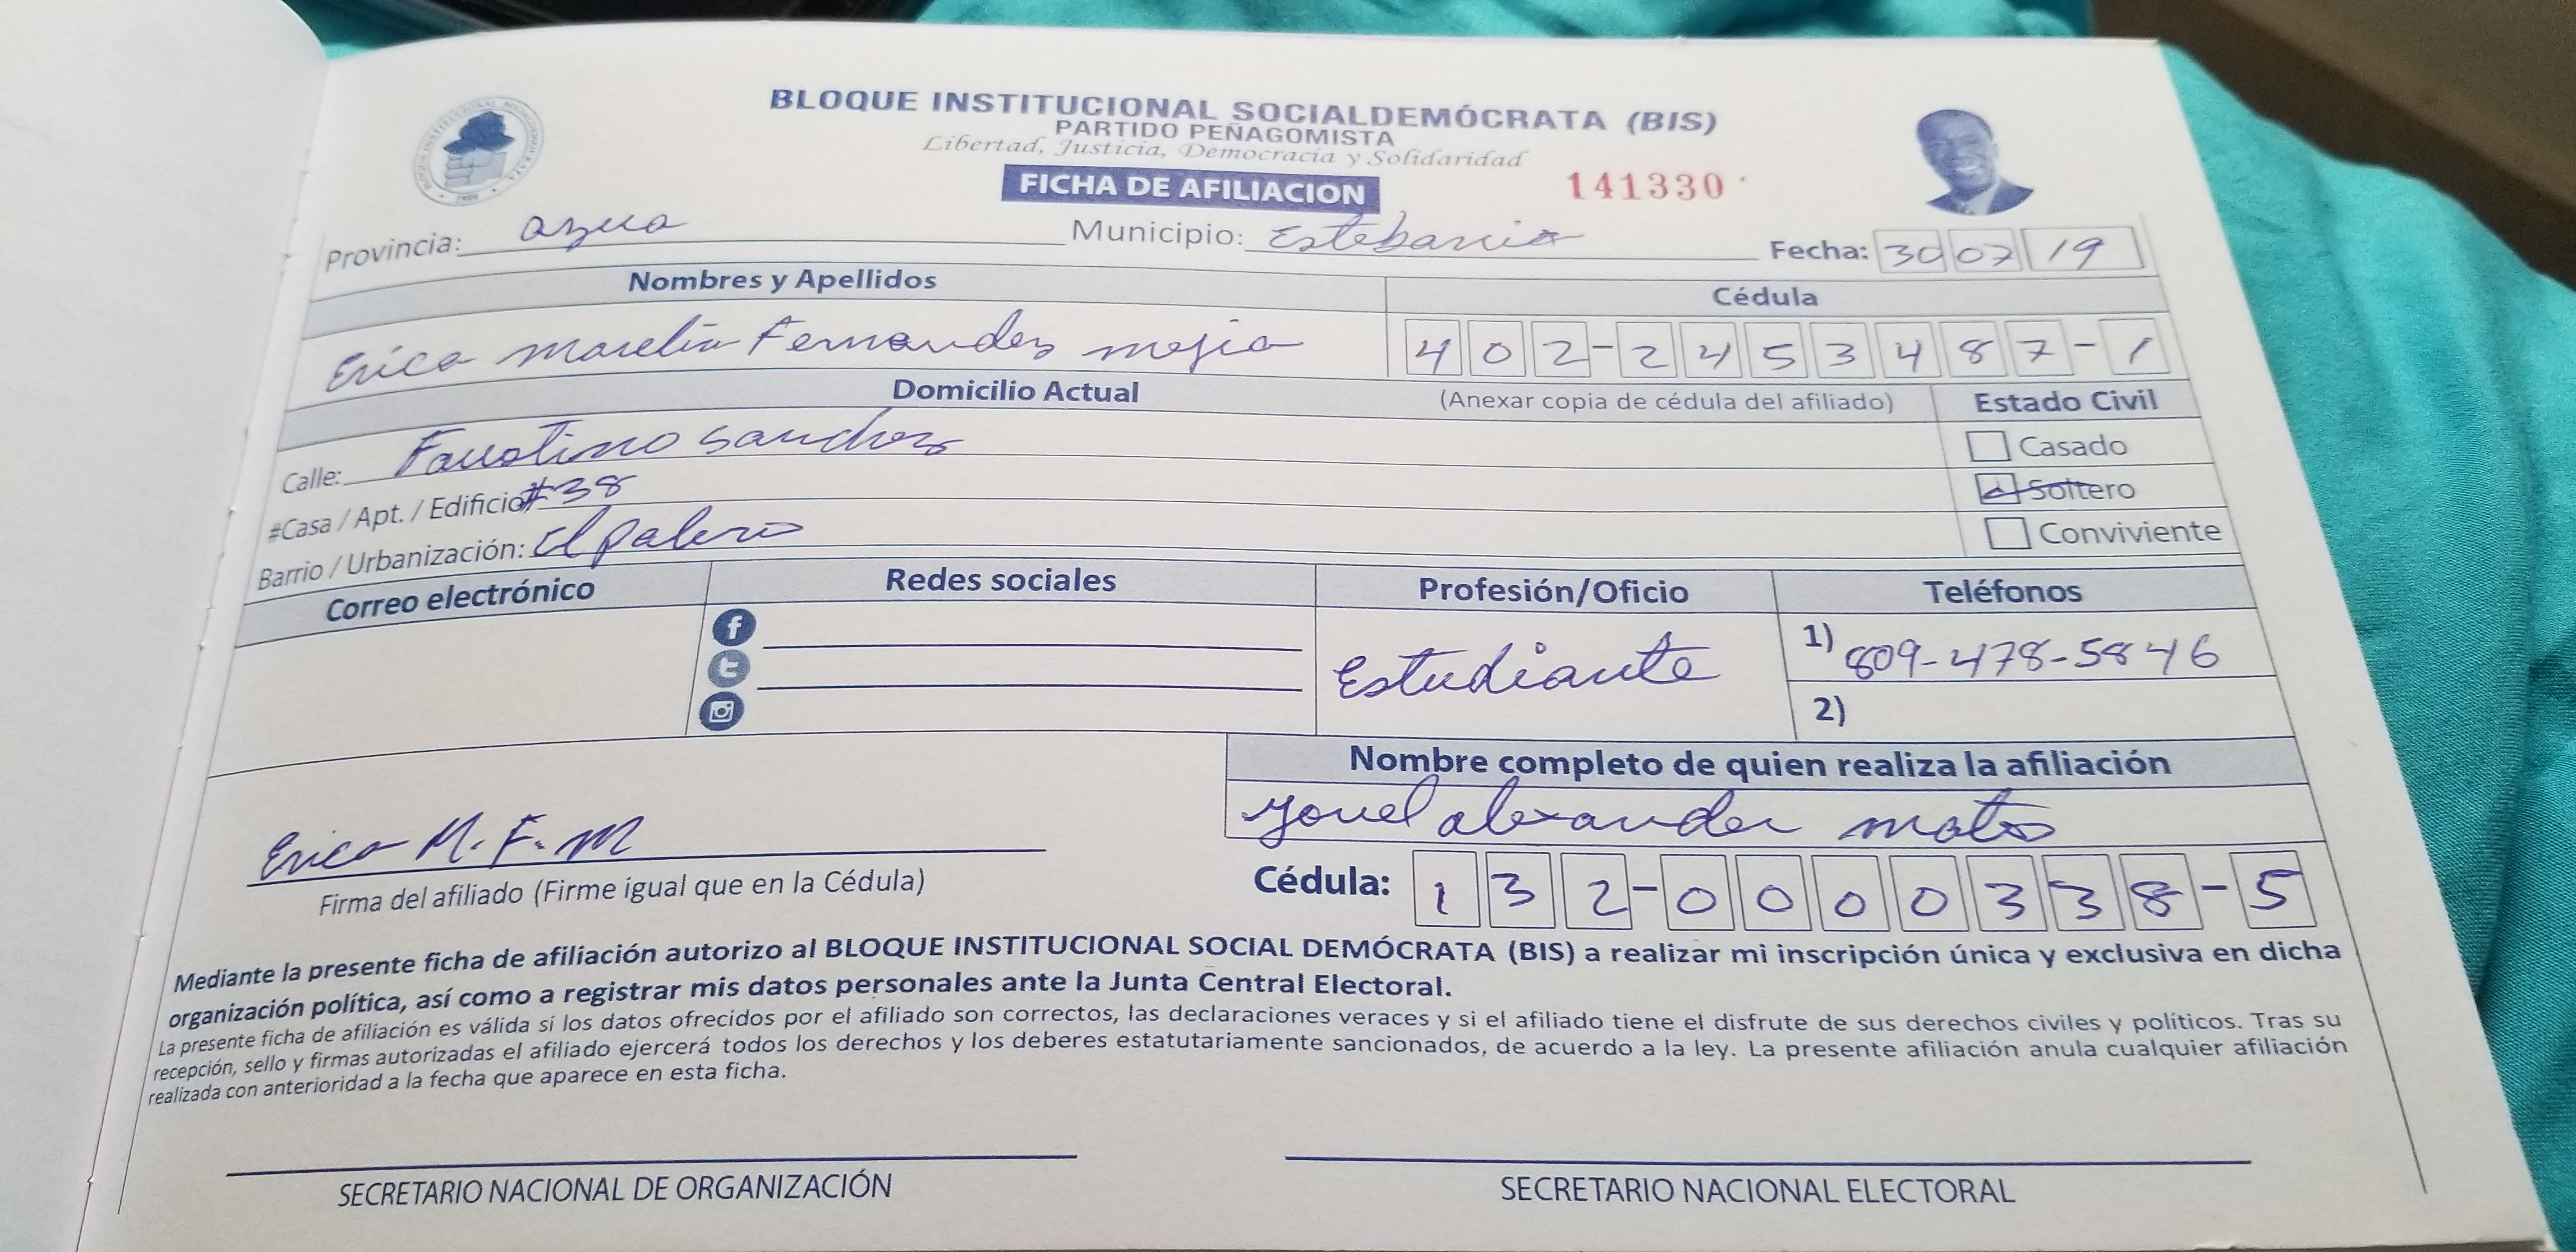 BLOQUE INSTITUCIONAL SOCIALDEMÓCRATA (BIS)
PARTIDO PEÑAGOMISTA
Libertad, Justicia, Democracia y Solidaridad
FICHA DE AFILIACION 141330
Provincia: azua Municipio: Estebania Fecha: 30 07 19
Nombres y Apellidos Cédula
Erica Marelin Fernandes mejia 402-2453487-1
Domicilio Actual (Anexar copia de cédula del afiliado) Estado Civil
Calle: Faustino Sanches Casado
#Casa / Apt. / Edificio #38 Soltero
Barrio / Urbanización: El palero Conviviente
Correo electrónico Redes sociales Profesión/Oficio Teléfonos
Estudiante 1) 809-478-5846
2)
Nombre completo de quien realiza la afiliación
alexander mato
Erica M. F. M
Firma del afiliado (Firme igual que en la Cédula) Cédula: 132-0000338-5
Mediante la presente ficha de afiliación autorizo al BLOQUE INSTITUCIONAL SOCIAL DEMÓCRATA (BIS) a realizar mi inscripción única y exclusiva en dicha
organización política, así como a registrar mis datos personales ante la Junta Central Electoral.
La presente ficha de afiliación es válida si los datos ofrecidos por el afiliado son correctos, las declaraciones veraces y si el afiliado tiene el disfrute de sus derechos civiles y políticos. Tras su
recepción, sello y firmas autorizadas el afiliado ejercerá todos los derechos y los deberes estatutariamente sancionados, de acuerdo a la ley. La presente afiliación anula cualquier afiliación
realizada con anterioridad a la fecha que aparece en esta ficha.
SECRETARIO NACIONAL DE ORGANIZACIÓN SECRETARIO NACIONAL ELECTORAL